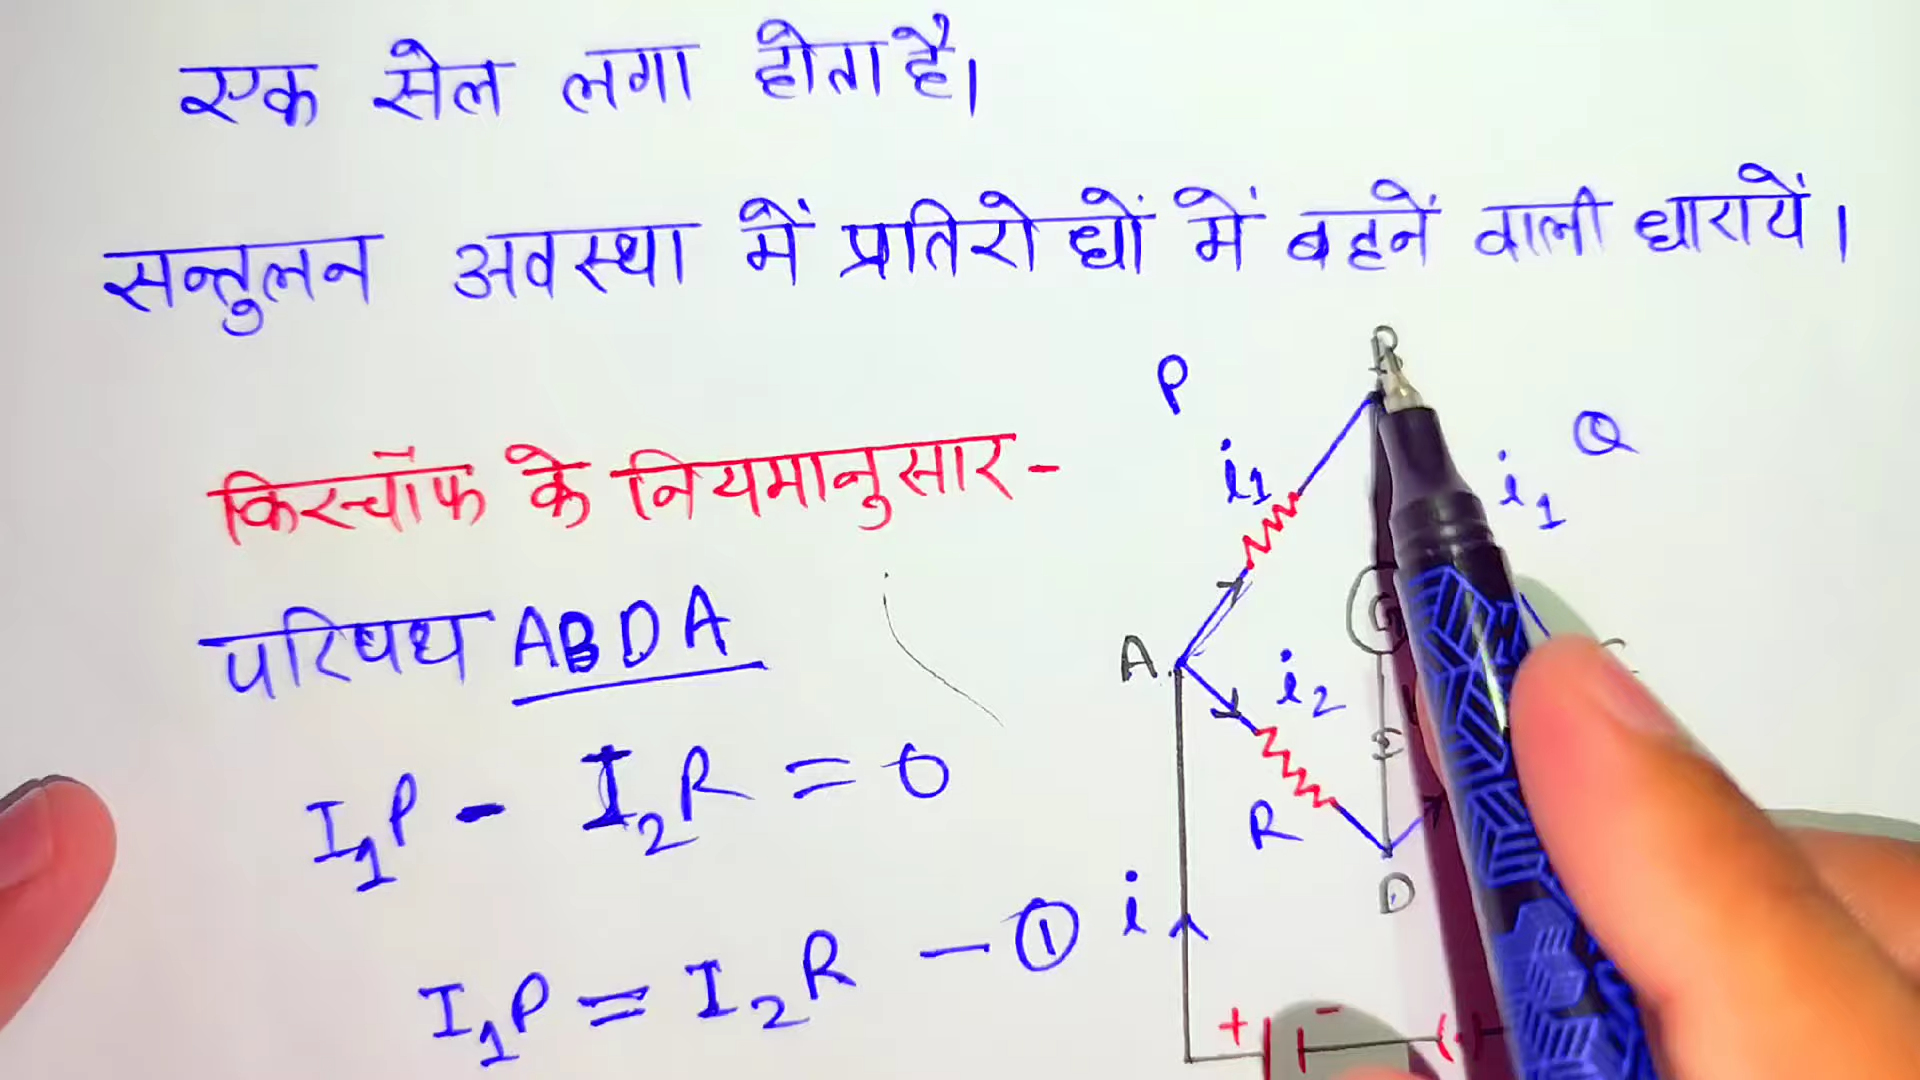 एक सेल लगा होता है।
सन्तुलन अवस्था में प्रतिरोधों में बहनें वाली धारायें।
किरचॉफ के नियमानुसार-
परिपथ ABDA
I₁P - I₂R = 0
I₁P = I₂R - ①
P
B
Q
i₁
i₁
G
A
i₂
R
D
i
+ -